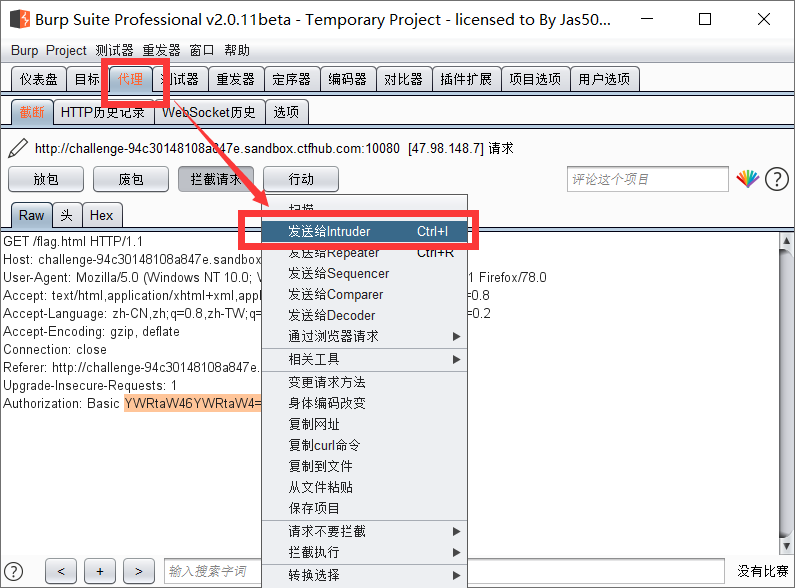 Burp Suite Professional v2.0.11beta - Temporary Project - licensed to By Jas50...
Burp Project 测试器 重发器 窗口 帮助
仪表盘 目标 代理 测试器 重发器 定序器 编码器 对比器 插件扩展 项目选项 用户选项
截断 HTTP历史记录 WebSocket历史 选项
http://challenge-94c30148108a847e.sandbox.ctfhub.com:10080 [47.98.148.7] 请求
放包 废包 拦截请求 行动 评论这个项目 ?
Raw 头 Hex
扫描
GET /flag.html HTTP/1.1
发送给Intruder Ctrl+I
Host: challenge-94c30148108a847e.sandbox
发送给Repeater Ctrl+R
User-Agent: Mozilla/5.0 (Windows NT 10.0; 1 Firefox/78.0
发送给Sequencer
Accept: text/html,application/xhtml+xml,appl =0.8
发送给Comparer
Accept-Language: zh-CN,zh;q=0.8,zh-TW;q= =0.2
发送给Decoder
Accept-Encoding: gzip, deflate
通过浏览器请求
Connection: close
相关工具
Referer: http://challenge-94c30148108a847e.
变更请求方法
Upgrade-Insecure-Requests: 1
身体编码改变
Authorization: Basic YWRtaW46YWRtaW4=
复制网址
复制curl命令
复制到文件
从文件粘贴
保存项目
请求不要拦截
拦截执行
转换选择
? < + > 输入搜索字词 没有比赛